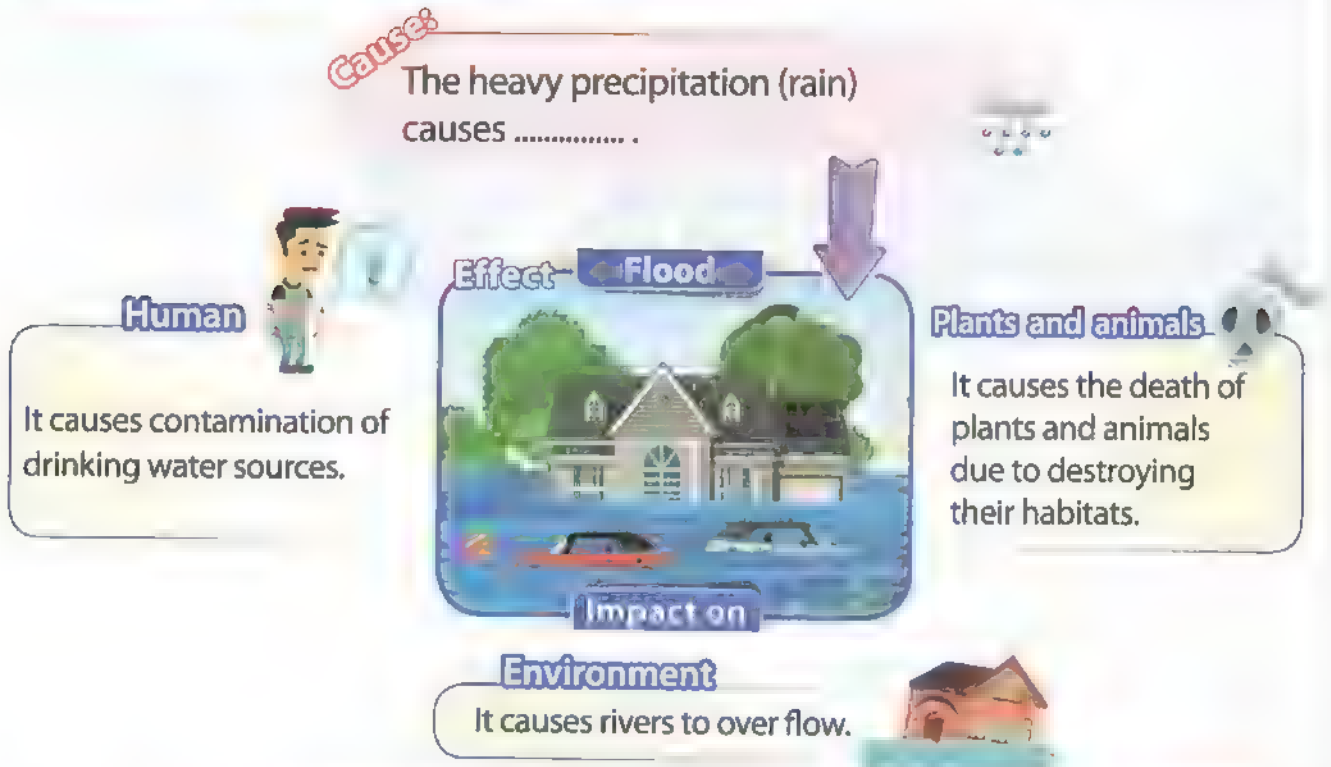 Cause:
The heavy precipitation (rain)
causes ............... .
Effect
Flood
Human
It causes contamination of
drinking water sources.
Plants and animals
It causes the death of
plants and animals
due to destroying
their habitats.
Impact on
Environment
It causes rivers to over flow.